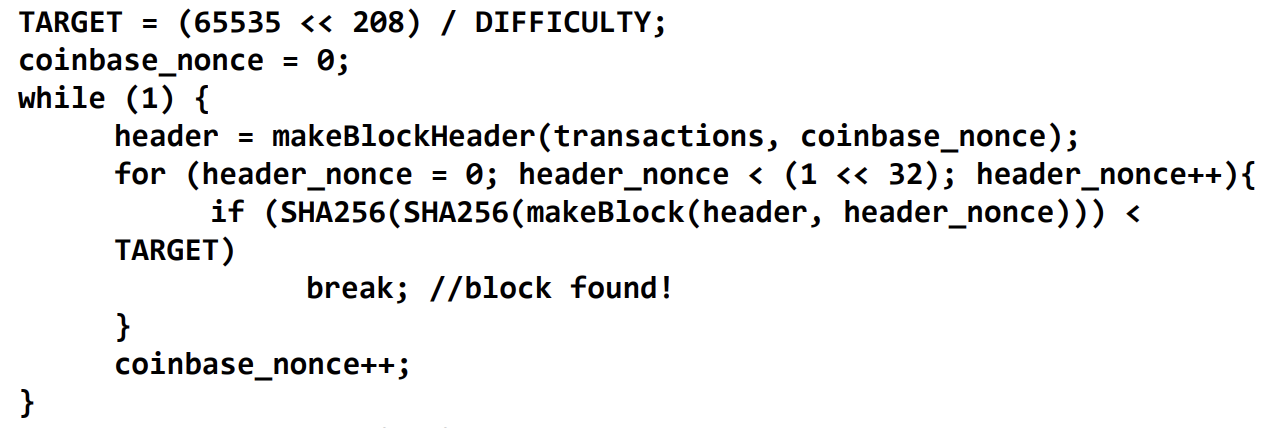 TARGET = (65535 << 208) / DIFFICULTY;
coinbase_nonce = 0;
while (1) {
header = makeBlockHeader(transactions, coinbase_nonce);
for (header_nonce = 0; header_nonce < (1 << 32); header_nonce++){
if (SHA256(SHA256(makeBlock(header, header_nonce))) <
TARGET)
break; //block found!
}
coinbase_nonce++;
}